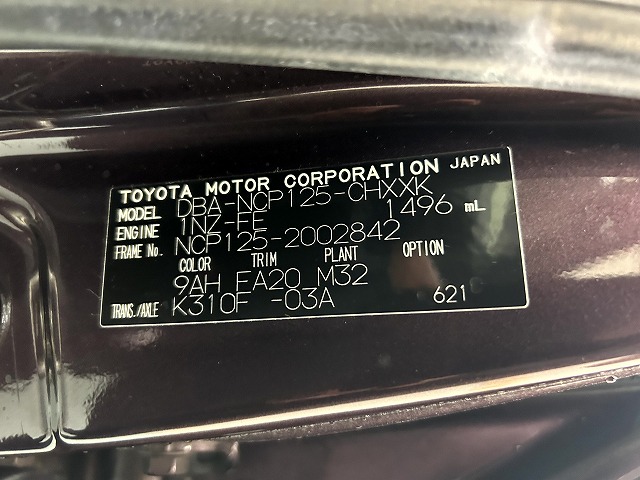 TOYOTA MOTOR CORPORATION JAPAN
MODEL DBA-NCP125-CHXXK
ENGINE 1NZ-FE 1496 mL
FRAME No. NCP125-2002842
COLOR TRIM PLANT OPTION
9AH FA20 M32
TRANS./AXLE K310F -03A 621